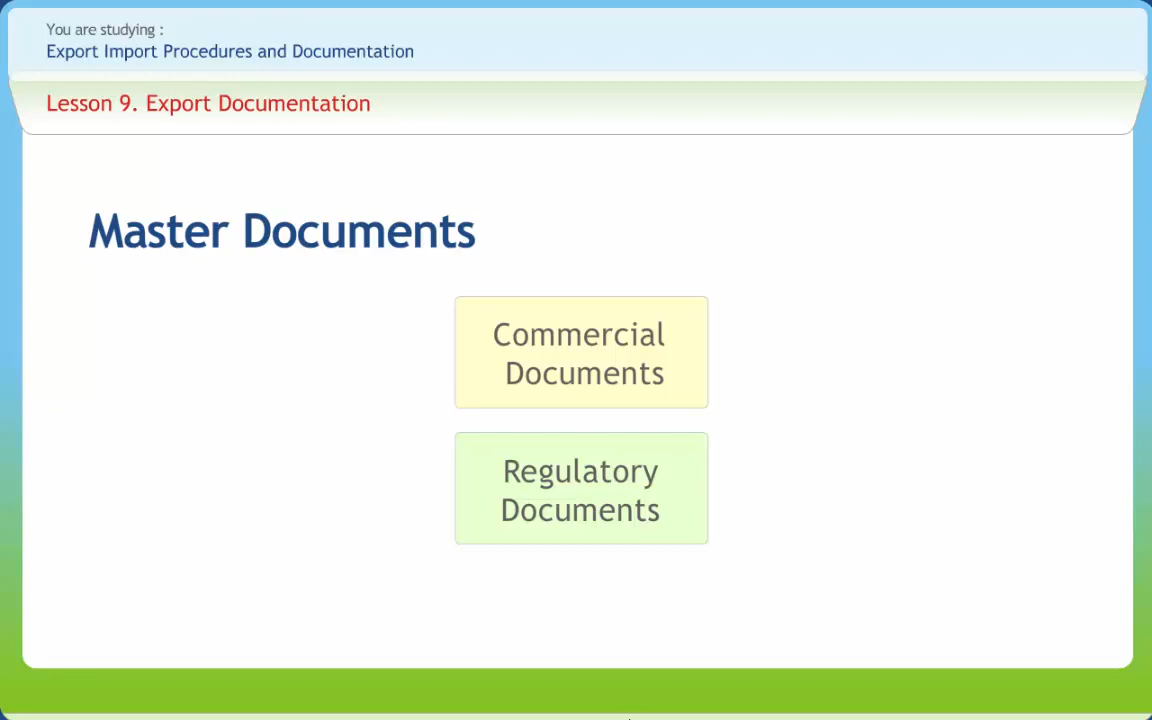 You are studying :
Export Import Procedures and Documentation
Lesson 9. Export Documentation
Master Documents
Commercial
Documents
Regulatory
Documents